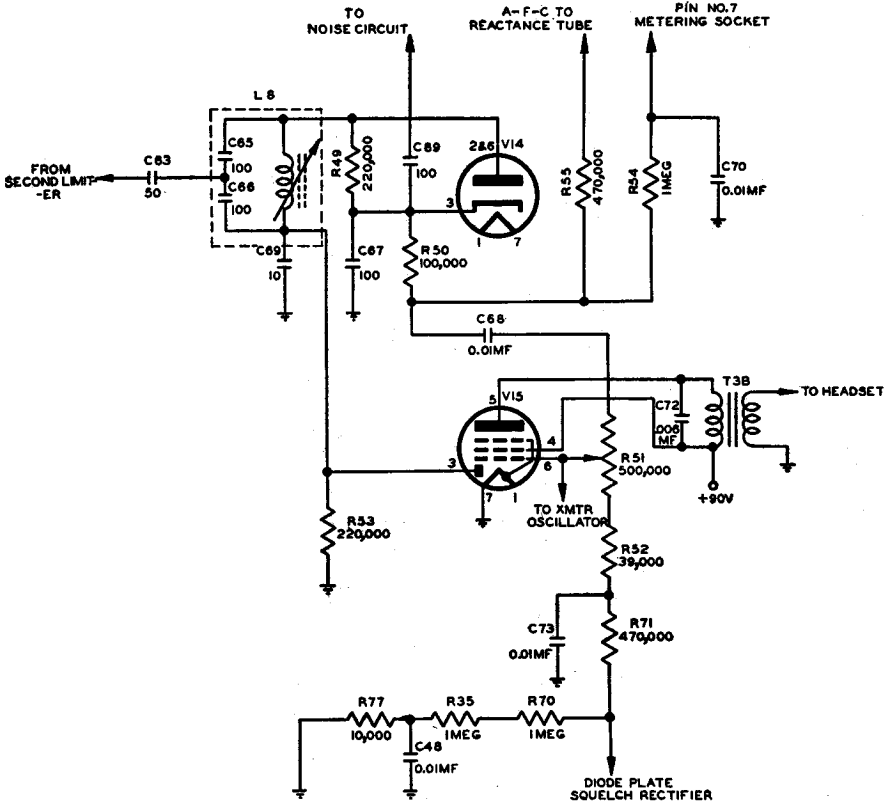 TO
NOISE CIRCUIT
A-F-C TO
REACTANCE TUBE
PIN NO.7
METERING SOCKET
L8
C65
100
C66
100
C63
50
FROM
SECOND LIMIT-
-ER
R49
220,000
C89
100
2&6 V14
3
1 7
R55
470,000
R54
1MEG
C70
0.01MF
C69
10
C67
100
R50
100,000
C68
0.01MF
5 V15
4
3
6
7 1
C72
.006
MF
T3B
TO HEADSET
+90V
R51
500,000
TO XMTR
OSCILLATOR
R53
220,000
R52
39,000
C73
0.01MF
R71
470,000
R77
10,000
R35
1MEG
R70
1MEG
C48
0.01MF
DIODE PLATE
SQUELCH RECTIFIER